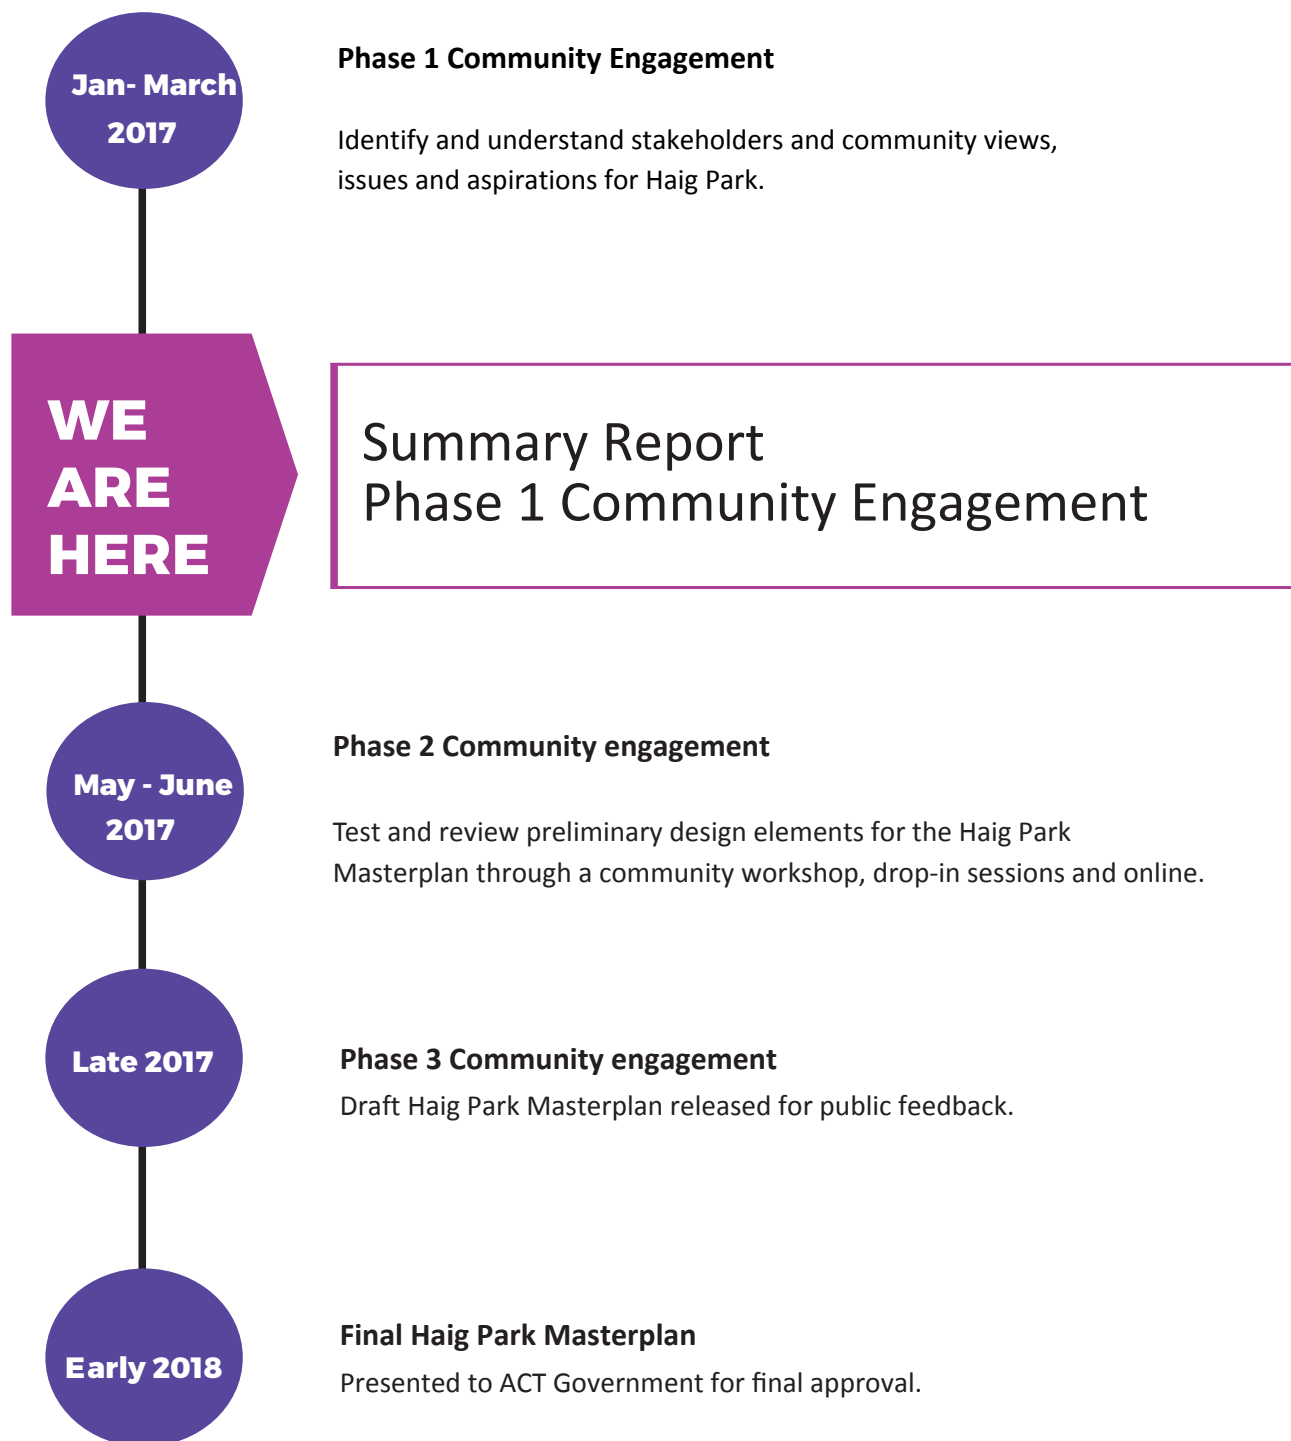 Jan- March
2017
Phase 1 Community Engagement
Identify and understand stakeholders and community views,
issues and aspirations for Haig Park.
WE
ARE
HERE
Summary Report
Phase 1 Community Engagement
May - June
2017
Phase 2 Community engagement
Test and review preliminary design elements for the Haig Park
Masterplan through a community workshop, drop-in sessions and online.
Late 2017
Phase 3 Community engagement
Draft Haig Park Masterplan released for public feedback.
Early 2018
Final Haig Park Masterplan
Presented to ACT Government for final approval.